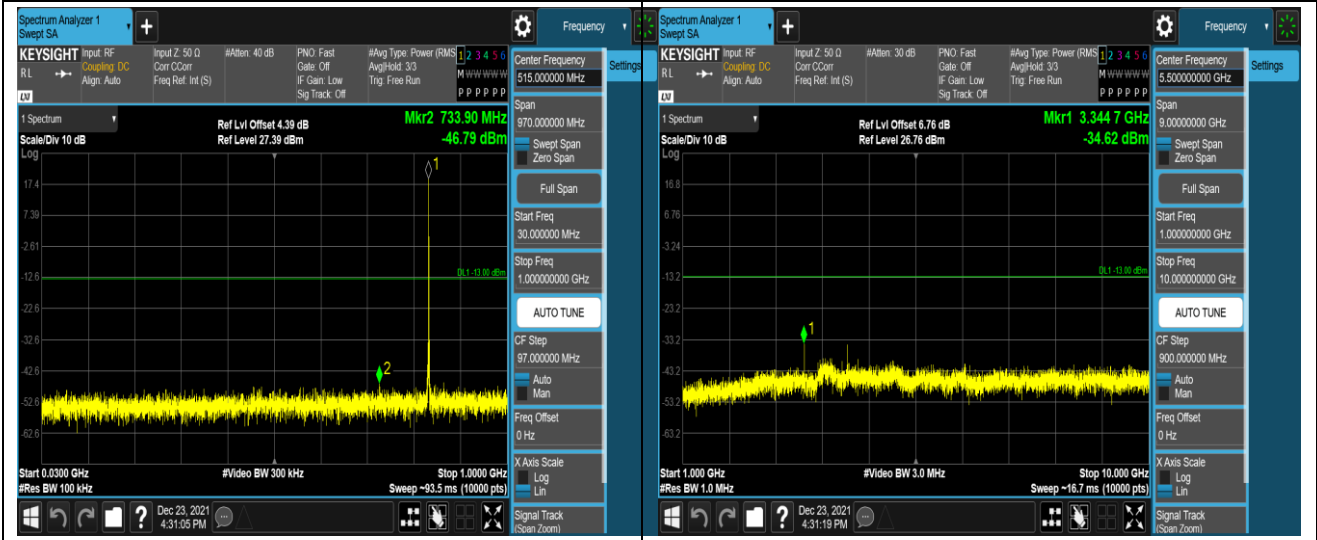 Spectrum Analyzer 1
Swept SA
+
Frequency
KEYSIGHT
RL
LXI
Input: RF
Coupling: DC
Align: Auto
Input Z: 50 Ω
Corr CCorr
Freq Ref: Int (S)
#Atten: 40 dB
PNO: Fast
Gate: Off
IF Gain: Low
Sig Track: Off
#Avg Type: Power (RMS
Avg|Hold: 3/3
Trig: Free Run
1 2 3 4 5 6
M W W W W W
P P P P P P
Center Frequency
515.000000 MHz
Settings
1 Spectrum
Scale/Div 10 dB
Log
Ref Lvl Offset 4.39 dB
Ref Level 27.39 dBm
Mkr2 733.90 MHz
-46.79 dBm
Span
970.000000 MHz
Swept Span
Zero Span
Full Span
Start Freq
30.000000 MHz
Stop Freq
1.000000000 GHz
AUTO TUNE
CF Step
97.000000 MHz
Auto
Man
Freq Offset
0 Hz
X Axis Scale
Log
Lin
Signal Track
(Span Zoom)
1
17.4
7.39
-2.61
-12.6
DL1 -13.00 dBm
-22.6
-32.6
-42.6
2
-52.6
-62.6
Start 0.0300 GHz
#Res BW 100 kHz
#Video BW 300 kHz
Stop 1.0000 GHz
Sweep ~93.5 ms (10000 pts)
?
Dec 23, 2021
4:31:05 PM
Spectrum Analyzer 1
Swept SA
+
Frequency
KEYSIGHT
RL
LXI
Input: RF
Coupling: DC
Align: Auto
Input Z: 50 Ω
Corr CCorr
Freq Ref: Int (S)
#Atten: 30 dB
PNO: Fast
Gate: Off
IF Gain: Low
Sig Track: Off
#Avg Type: Power (RMS
Avg|Hold: 3/3
Trig: Free Run
1 2 3 4 5 6
M W W W W W
P P P P P P
Center Frequency
5.500000000 GHz
Settings
1 Spectrum
Scale/Div 10 dB
Log
Ref Lvl Offset 6.76 dB
Ref Level 26.76 dBm
Mkr1 3.344 7 GHz
-34.62 dBm
Span
9.00000000 GHz
Swept Span
Zero Span
Full Span
Start Freq
1.000000000 GHz
Stop Freq
10.000000000 GHz
AUTO TUNE
CF Step
900.000000 MHz
Auto
Man
Freq Offset
0 Hz
X Axis Scale
Log
Lin
Signal Track
(Span Zoom)
16.8
6.76
-3.24
-13.2
DL1 -13.00 dBm
-23.2
1
-33.2
-43.2
-53.2
-63.2
Start 1.000 GHz
#Res BW 1.0 MHz
#Video BW 3.0 MHz
Stop 10.000 GHz
Sweep ~16.7 ms (10000 pts)
?
Dec 23, 2021
4:31:19 PM